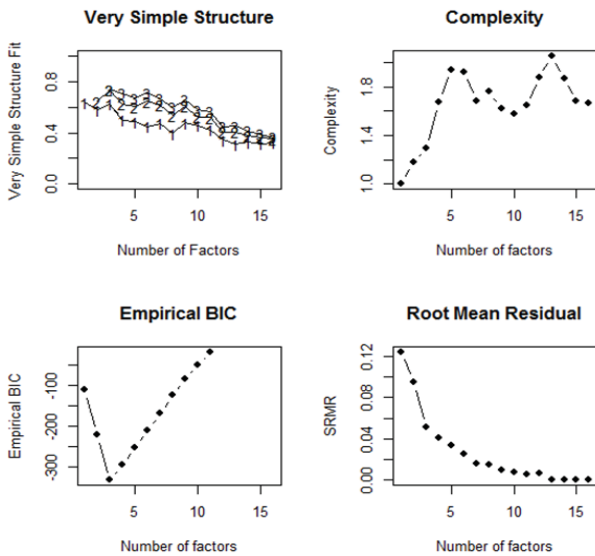 Very Simple Structure
Very Simple Structure Fit
0.0 0.4 0.8
5 10 15
Number of Factors
Complexity
Complexity
1.0 1.4 1.8
5 10 15
Number of factors
Empirical BIC
Empirical BIC
-300 -100
5 10 15
Number of factors
Root Mean Residual
SRMR
0.00 0.04 0.12
5 10 15
Number of factors